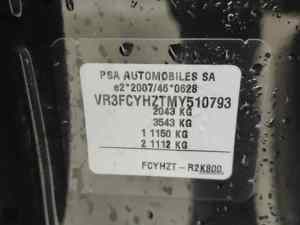 PSA AUTOMOBILES SA
e2*2007/46*0628
VR3FCYHZTMY510793
2043 KG
3543 KG
1 1150 KG
2 1112 KG
FCYHZT - R2K800